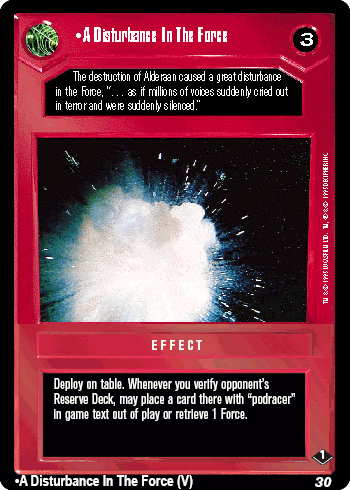 •A Disturbance In The Force
3
The destruction of Alderaan caused a great disturbance
in the Force, “. . . as if millions of voices suddenly cried out
in terror and were suddenly silenced.”
EFFECT
Deploy on table. Whenever you verify opponent's
Reserve Deck, may place a card there with “podracer”
in game text out of play or retrieve 1 Force.
1
•A Disturbance In The Force (V)
30